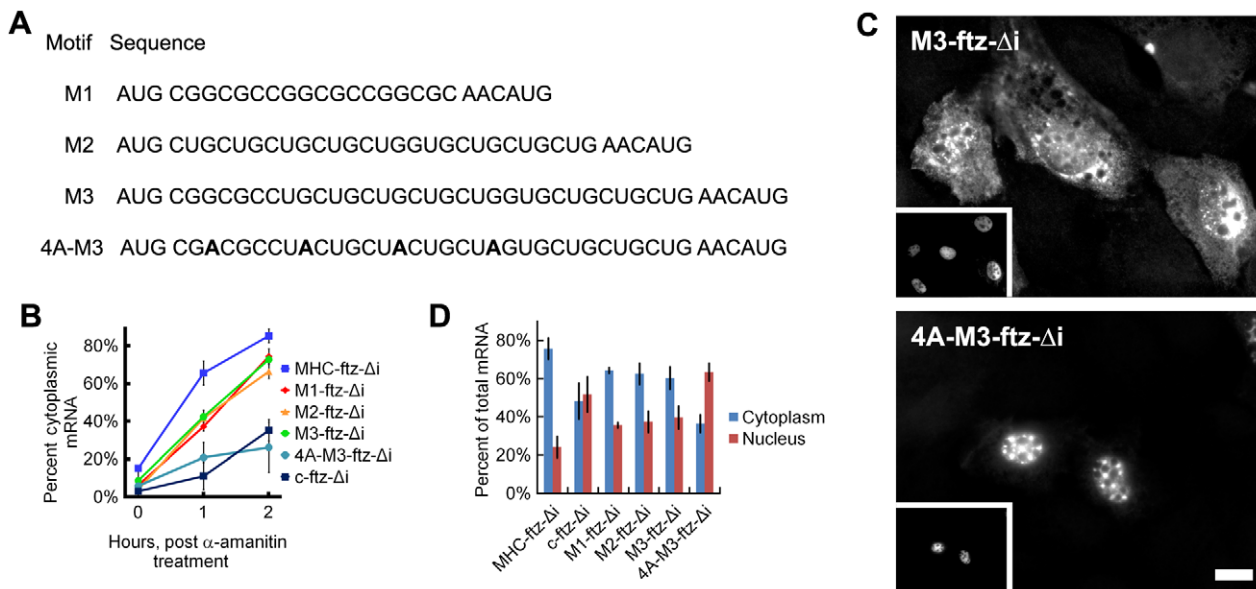 A
Motif Sequence
M1 AUG CGGCGCCGGCGCCGGCGC AACAUG
M2 AUG CUGCUGCUGCUGCUGGUGCUGCUGCUG AACAUG
M3 AUG CGGCGCCUGCUGCUGCUGCUGGUGCUGCUGCUG AACAUG
4A-M3 AUG CGACGCCUACUGCUACUGCUAGUGCUGCUGCUG AACAUG
B
Percent cytoplasmic
mRNA
80%
60%
40%
20%
0%
0 1 2
Hours, post α-amanitin
treatment
MHC-ftz-Δi
M1-ftz-Δi
M2-ftz-Δi
M3-ftz-Δi
4A-M3-ftz-Δi
c-ftz-Δi
D
Percent of total mRNA
80%
60%
40%
20%
0%
Cytoplasm
Nucleus
MHC-ftz-Δi
c-ftz-Δi
M1-ftz-Δi
M2-ftz-Δi
M3-ftz-Δi
4A-M3-ftz-Δi
C
M3-ftz-Δi
4A-M3-ftz-Δi